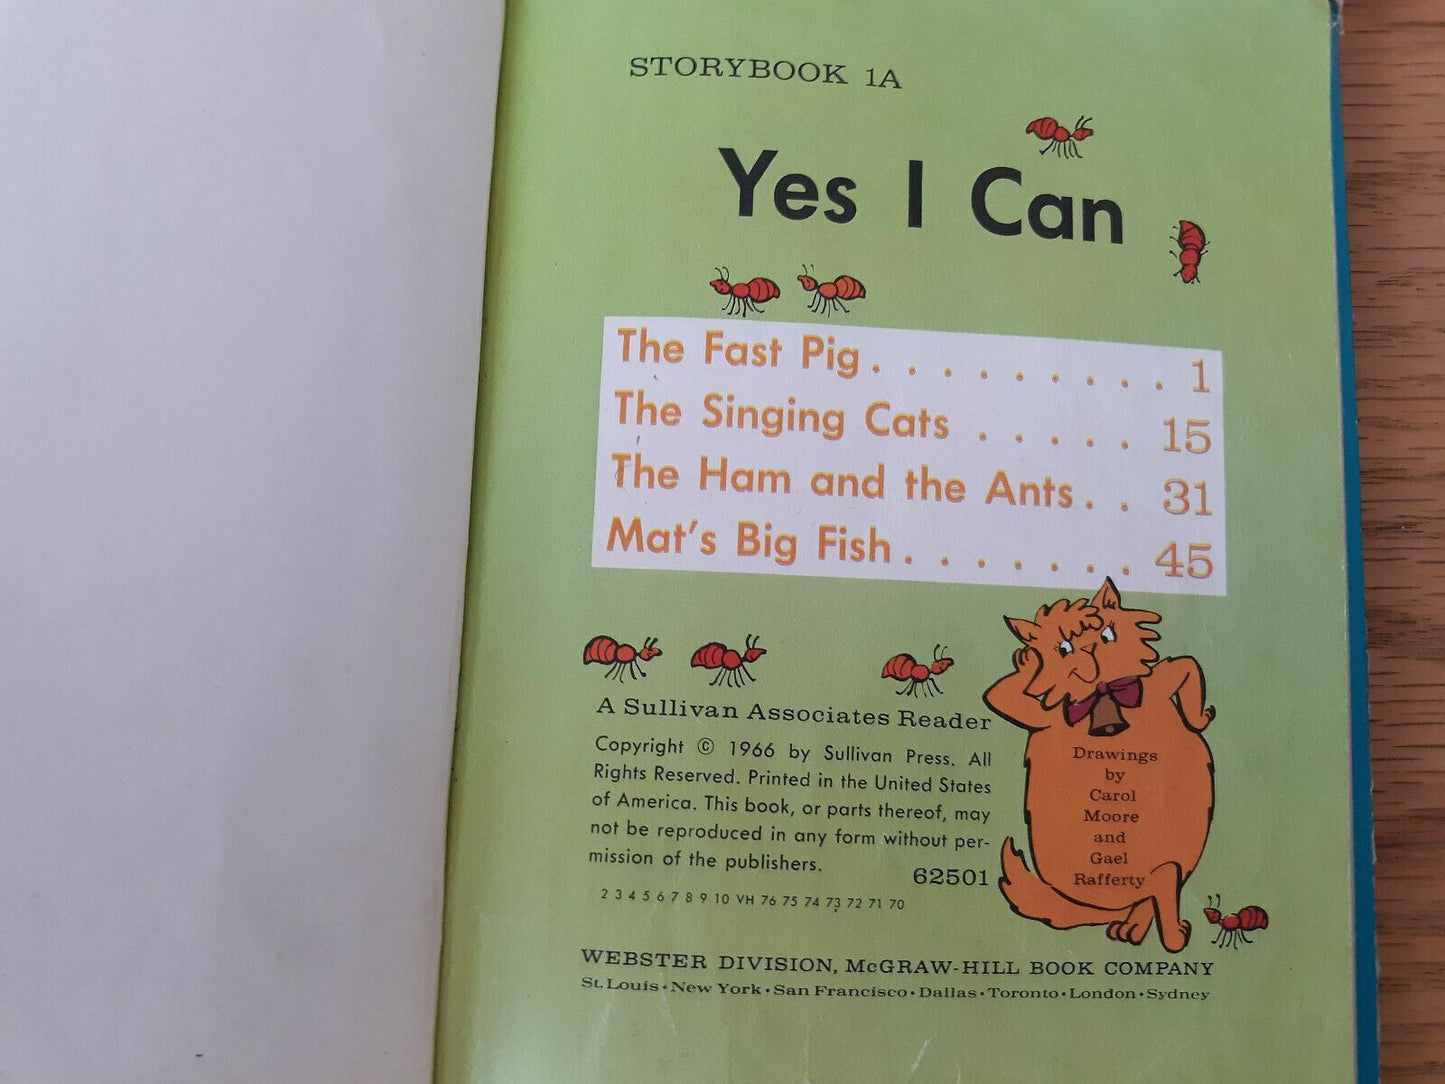 STORYBOOK 1A
Yes I Can
The Fast Pig. . . . . . . . . . 1
The Singing Cats . . . . . 15
The Ham and the Ants. . 31
Mat's Big Fish. . . . . . . 45
A Sullivan Associates Reader
Copyright © 1966 by Sullivan Press. All
Rights Reserved. Printed in the United States
of America. This book, or parts thereof, may
not be reproduced in any form without per-
mission of the publishers.
62501
2 3 4 5 6 7 8 9 10 VH 76 75 74 73 72 71 70
Drawings
by
Carol
Moore
and
Gael
Rafferty
WEBSTER DIVISION, McGRAW-HILL BOOK COMPANY
St. Louis • New York • San Francisco • Dallas • Toronto • London • Sydney